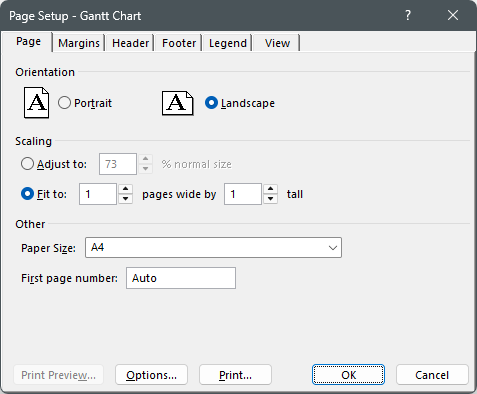 Page Setup - Gantt Chart
Page Margins Header Footer Legend View
Orientation
A Portrait A Landscape
Scaling
Adjust to: 73 % normal size
Fit to: 1 pages wide by 1 tall
Other
Paper Size: A4
First page number: Auto
Print Preview... Options... Print... OK Cancel